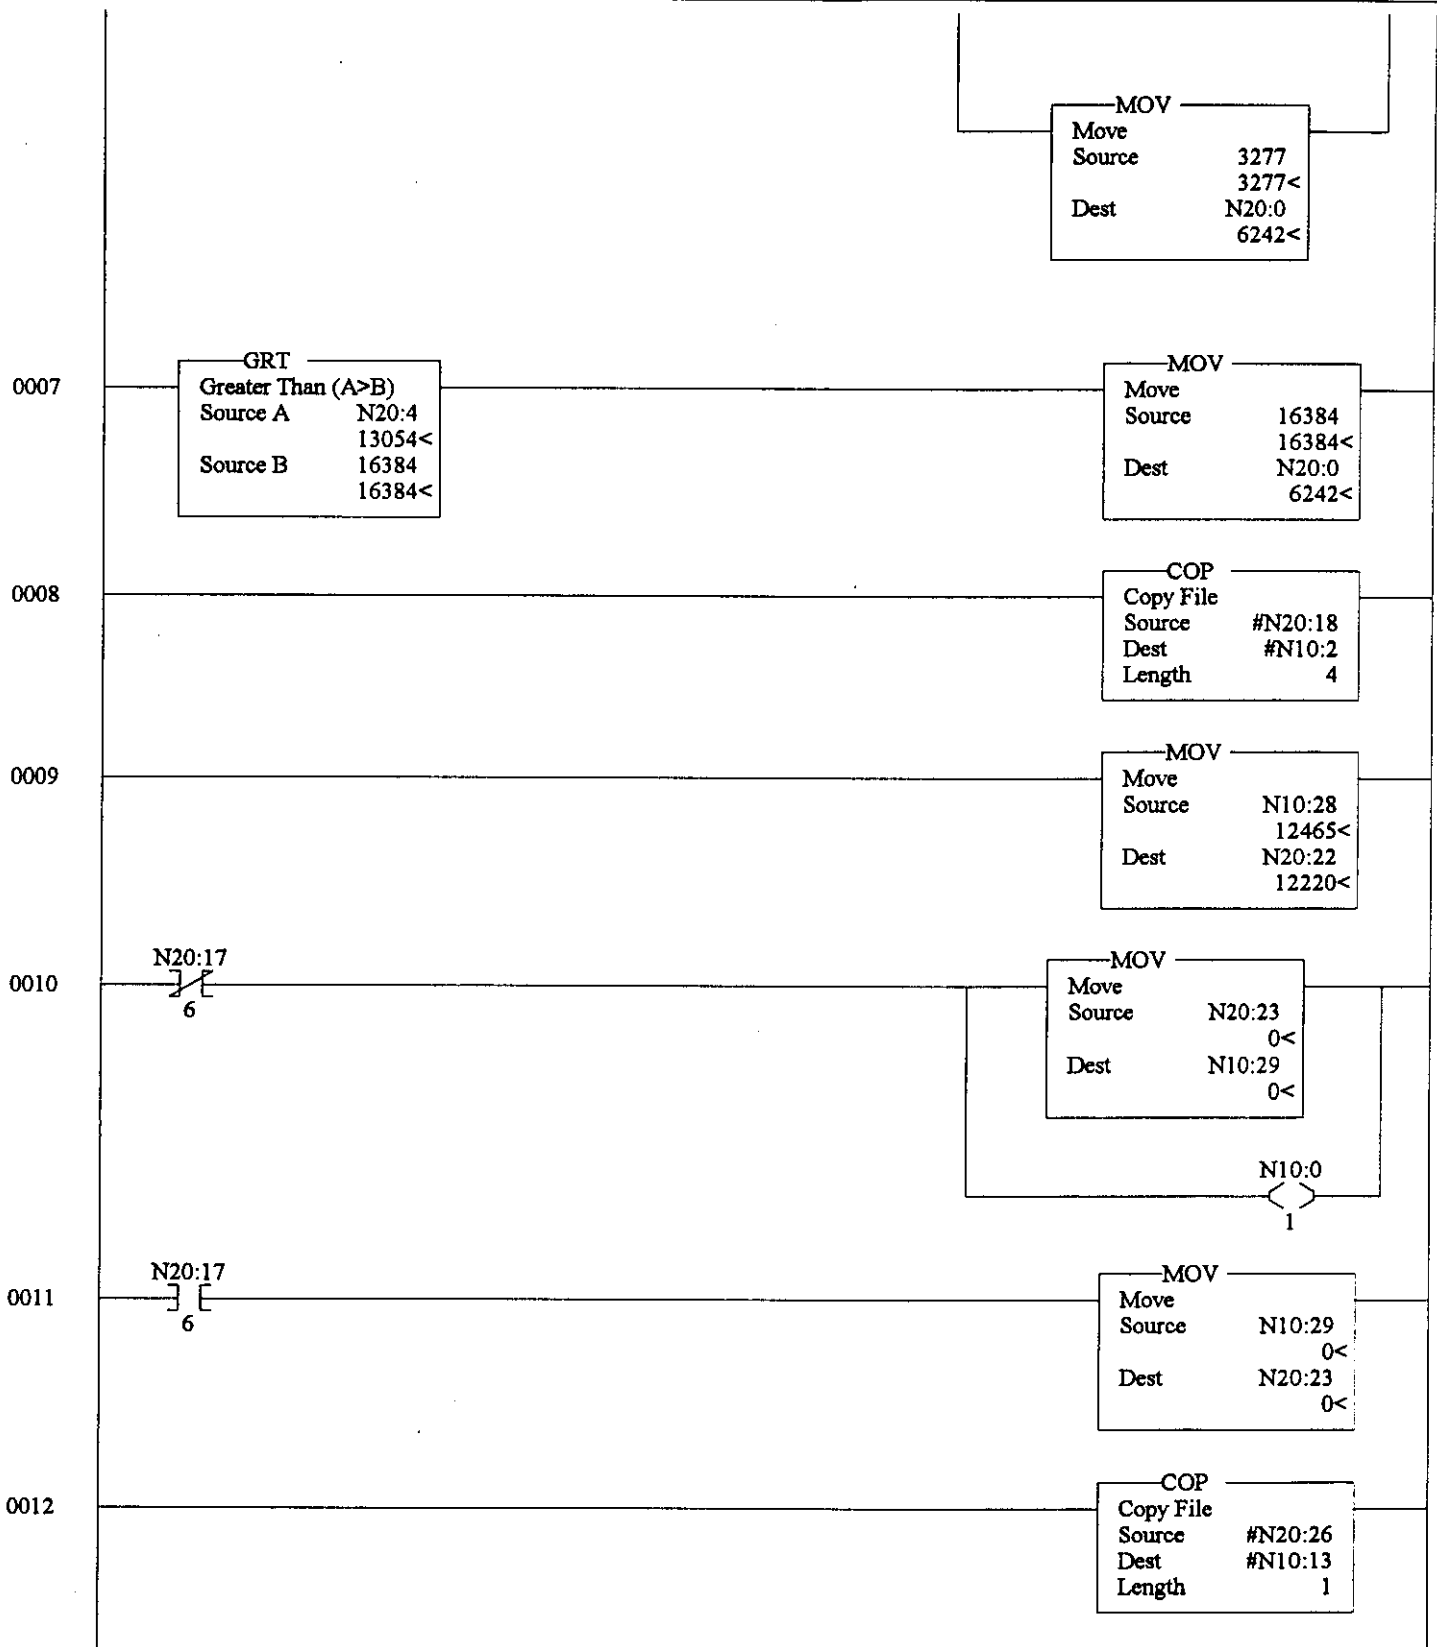 MOV
Move
Source 3277
3277<
Dest N20:0
6242<
0007
GRT
Greater Than (A>B)
Source A N20:4
13054<
Source B 16384
16384<
MOV
Move
Source 16384
16384<
Dest N20:0
6242<
0008
COP
Copy File
Source #N20:18
Dest #N10:2
Length 4
0009
MOV
Move
Source N10:28
12465<
Dest N20:22
12220<
0010
N20:17
6
MOV
Move
Source N20:23
0<
Dest N10:29
0<
N10:0
1
0011
N20:17
6
MOV
Move
Source N10:29
0<
Dest N20:23
0<
0012
COP
Copy File
Source #N20:26
Dest #N10:13
Length 1